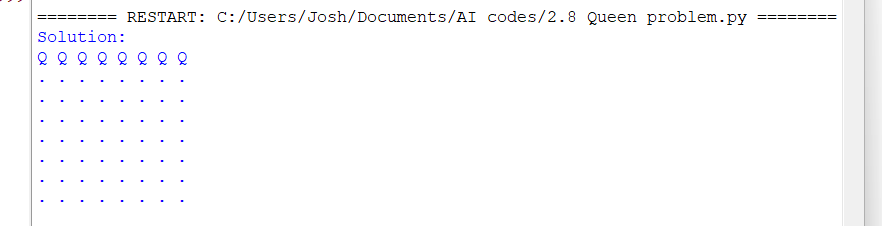 ======== RESTART: C:/Users/Josh/Documents/AI codes/2.8 Queen problem.py ========
Solution:
Q Q Q Q Q Q Q Q
. . . . . . . .
. . . . . . . .
. . . . . . . .
. . . . . . . .
. . . . . . . .
. . . . . . . .
. . . . . . . .